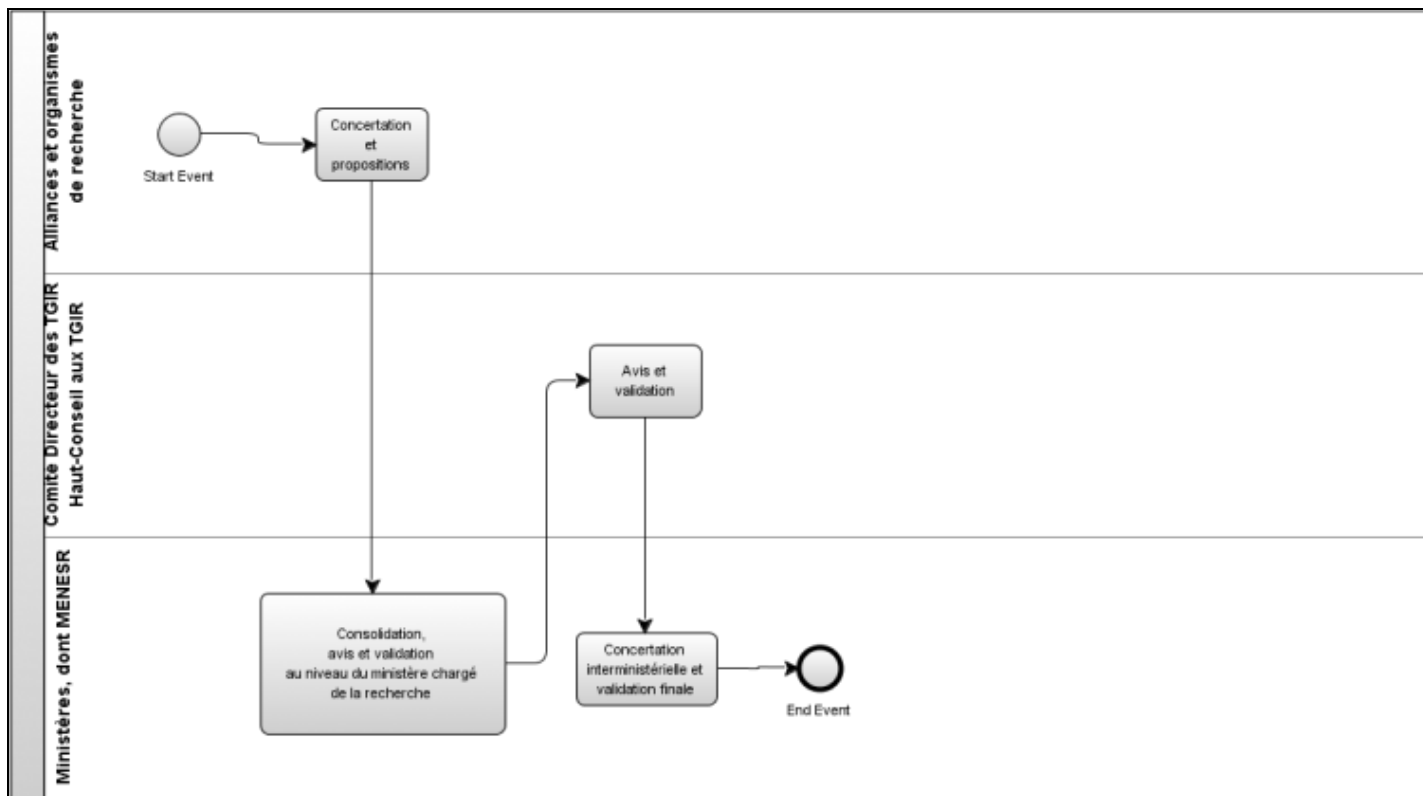 Alliances et organismes
de recherche
Start Event
Concertation
et
propositions
Comité Directeur des TGIR
Haut-Conseil aux TGIR
Avis et
validation
Ministères, dont MENESR
Consolidation,
avis et validation
au niveau du ministère chargé
de la recherche
Concertation
interministérielle et
validation finale
End Event